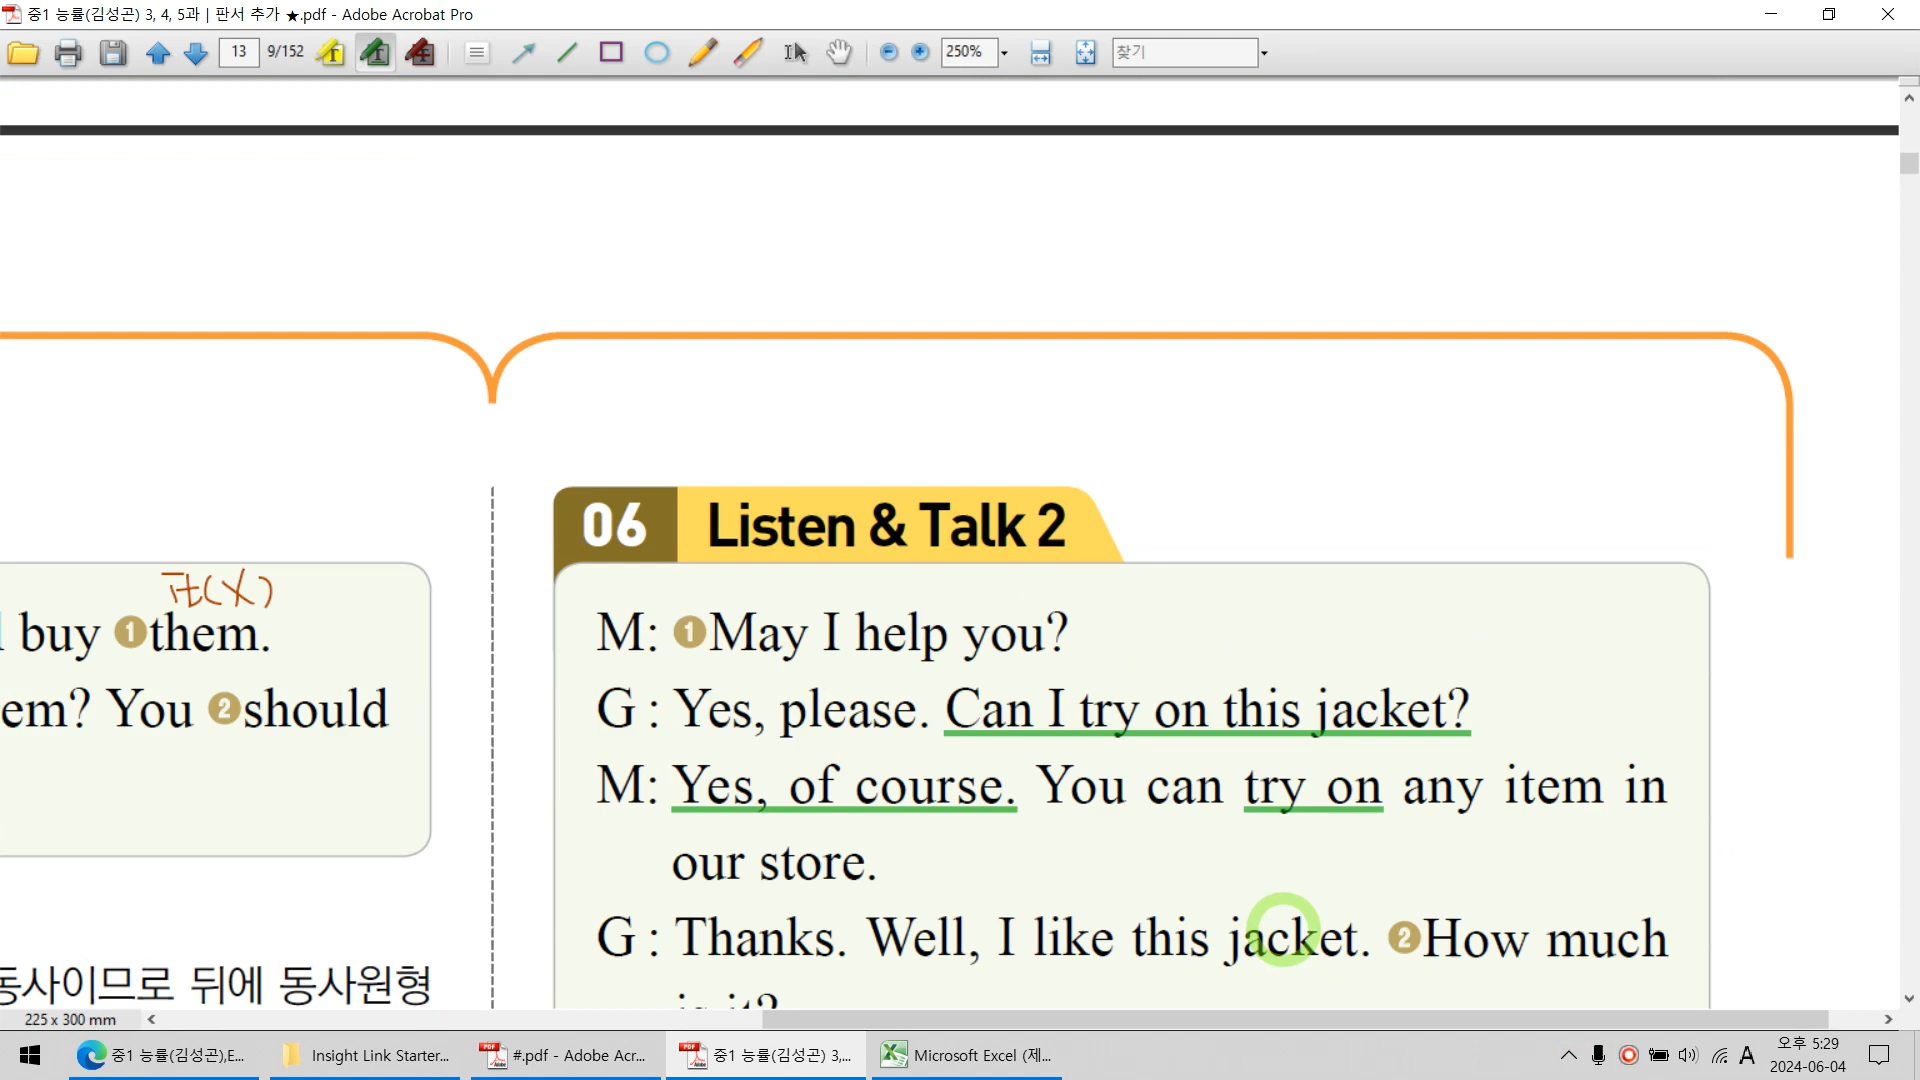 중1 능률(김성곤) 3, 4, 5과 | 판서 추가 ★.pdf - Adobe Acrobat Pro
13 9/152 250% 찾기
06 Listen & Talk 2
buy ❶them.
em? You ❷should
동사이므로 뒤에 동사원형
M: ❶May I help you?
G : Yes, please. Can I try on this jacket?
M: Yes, of course. You can try on any item in
our store.
G : Thanks. Well, I like this jacket. ❷How much
is it?
225 x 300 mm
중1 능률(김성곤),E... Insight Link Starter... #.pdf - Adobe Acr... 중1 능률(김성곤) 3,... Microsoft Excel (제... A 오후 5:29
2024-06-04